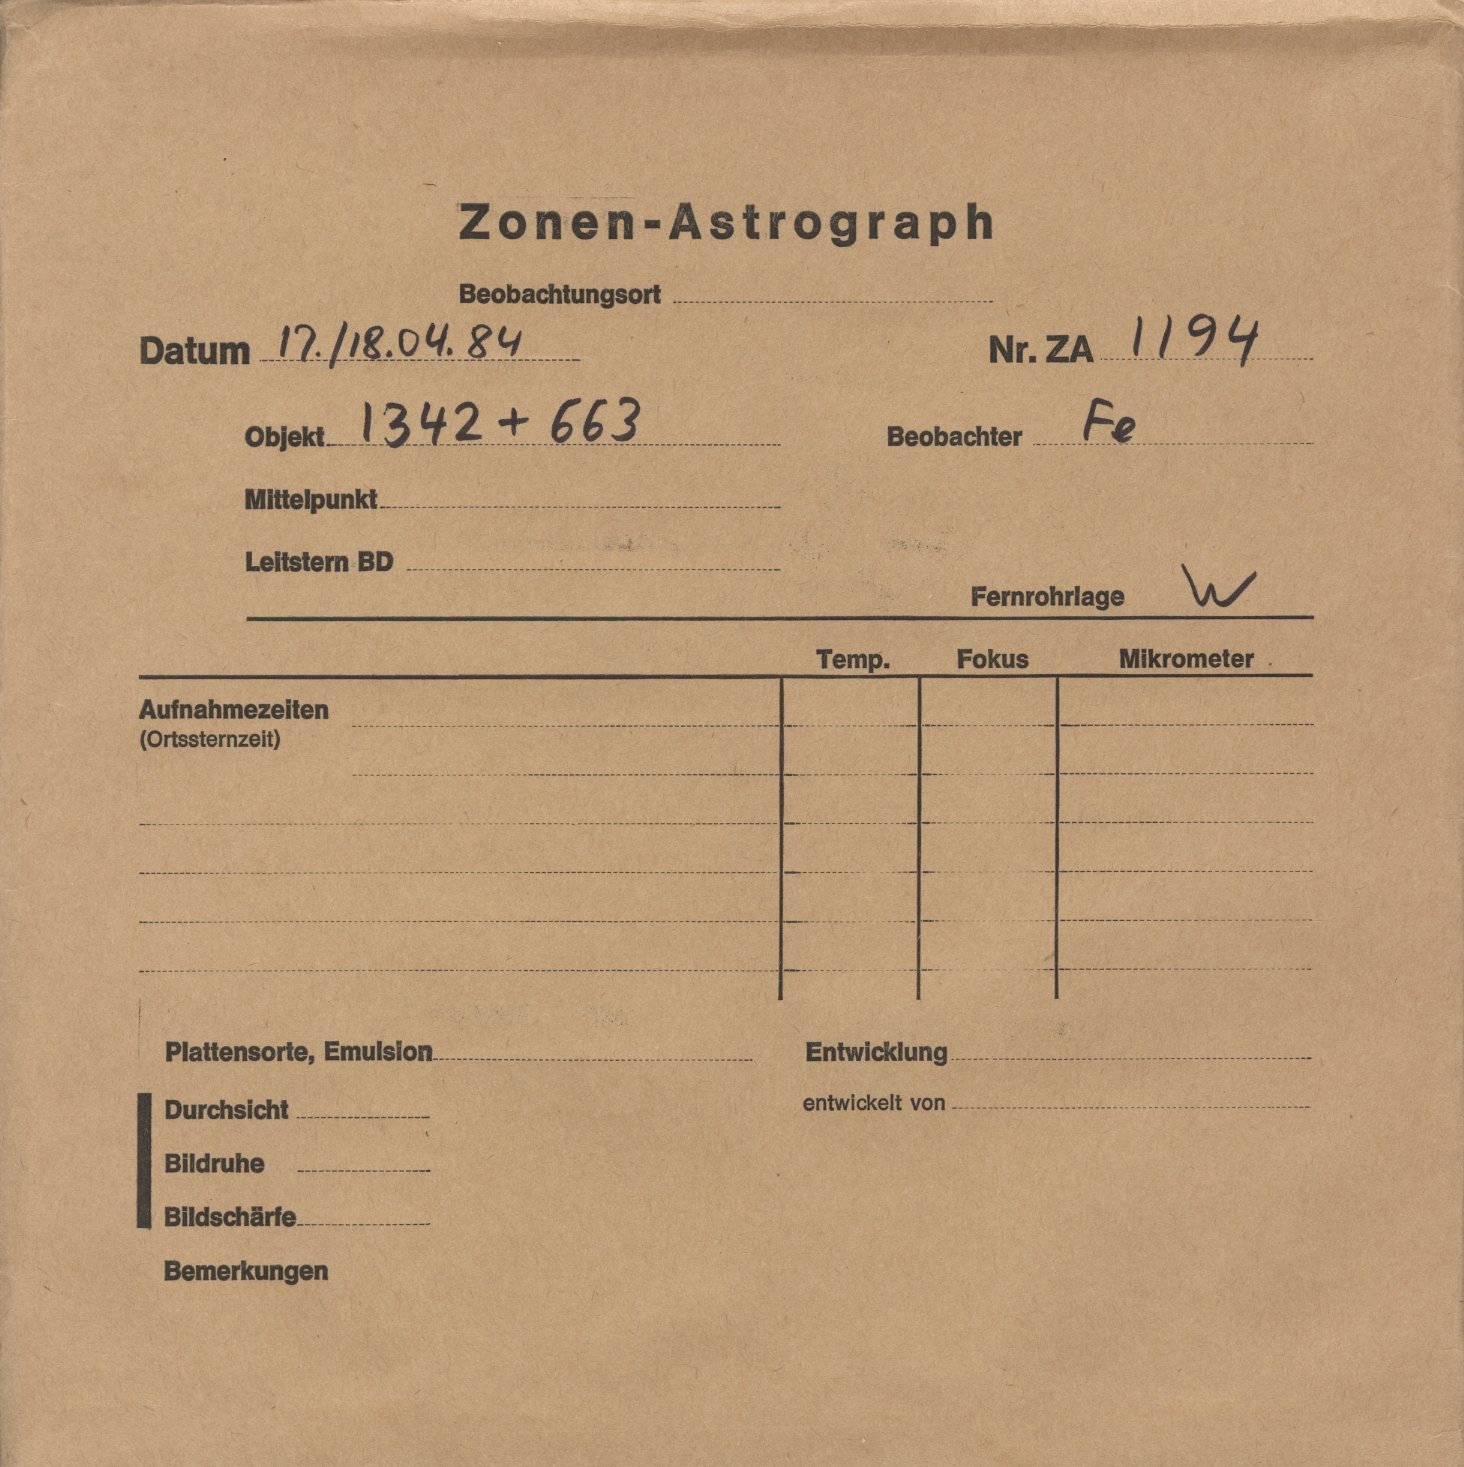 Zonen-Astrograph
Beobachtungsort
Datum 17./18.04.84 Nr. ZA 1194
Objekt 1342 + 663 Beobachter Fe
Mittelpunkt
Leitstern BD
Fernrohrlage W
Temp. Fokus Mikrometer
Aufnahmezeiten
(Ortssternzeit)
Plattensorte, Emulsion Entwicklung
Durchsicht entwickelt von
Bildruhe
Bildschärfe
Bemerkungen